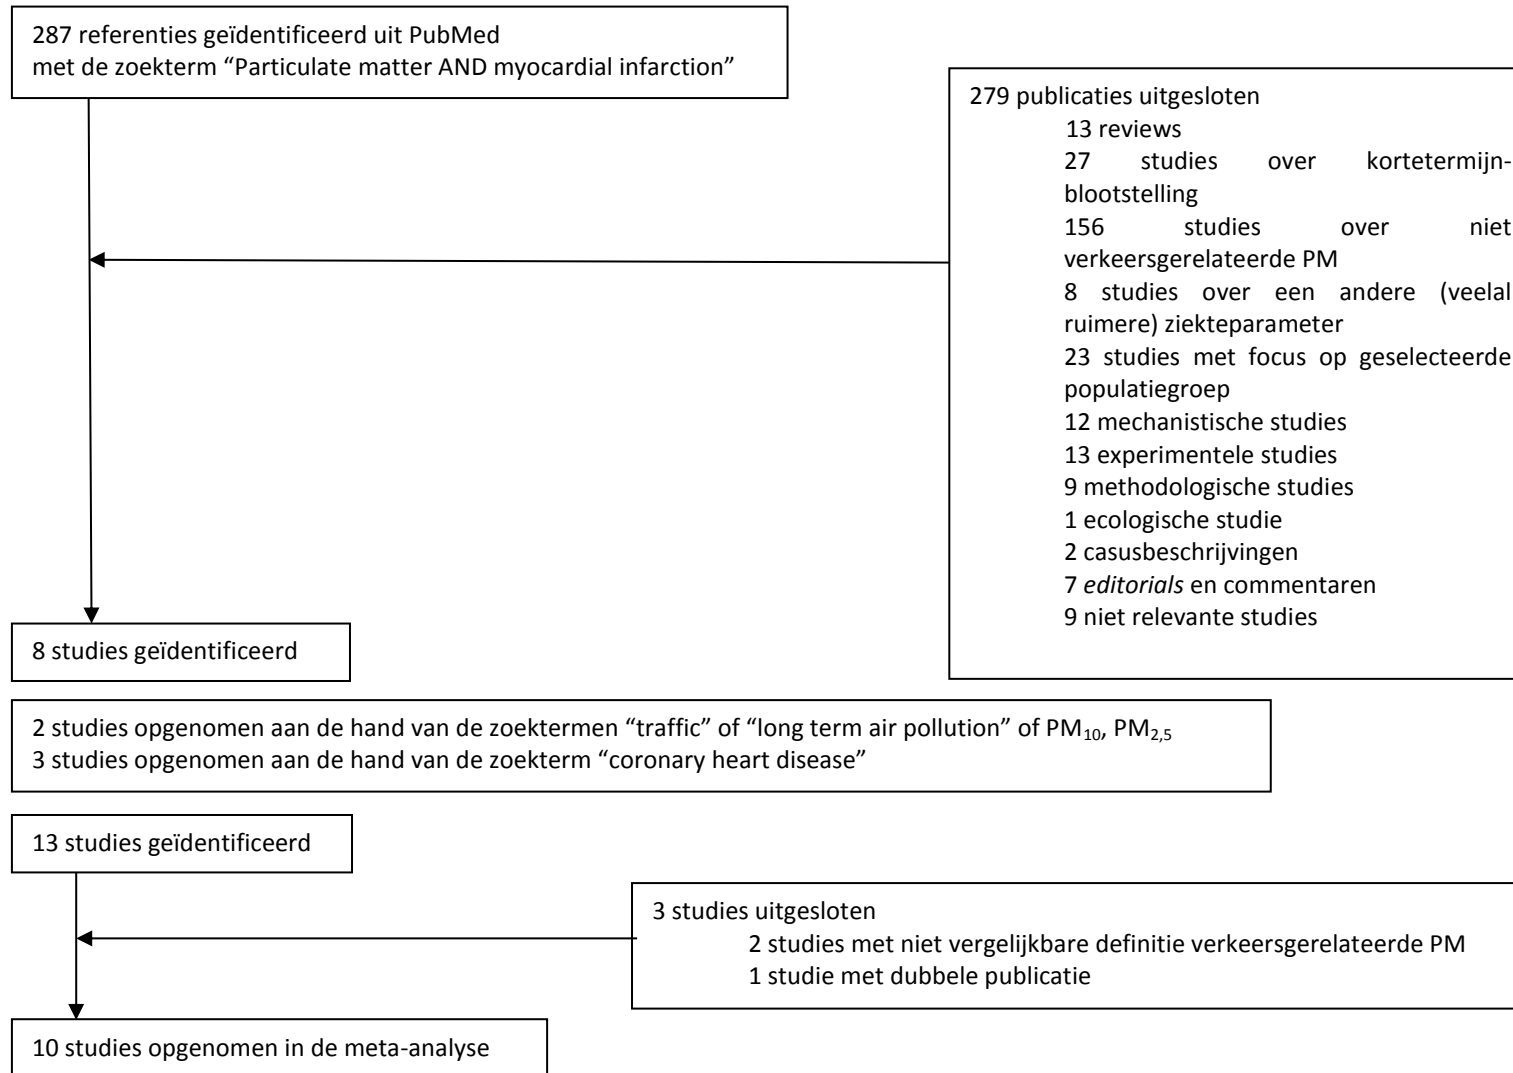 287 referenties geïdentificeerd uit PubMed
met de zoekterm “Particulate matter AND myocardial infarction”
279 publicaties uitgesloten
13 reviews
27 studies over kortetermijn-
blootstelling
156 studies over niet
verkeersgerelateerde PM
8 studies over een andere (veelal
ruimere) ziekteparameter
23 studies met focus op geselecteerde
populatiegroep
12 mechanistische studies
13 experimentele studies
9 methodologische studies
1 ecologische studie
2 casusbeschrijvingen
7 editorials en commentaren
9 niet relevante studies
8 studies geïdentificeerd
2 studies opgenomen aan de hand van de zoektermen “traffic” of “long term air pollution” of PM₁₀, PM₂,₅
3 studies opgenomen aan de hand van de zoekterm “coronary heart disease”
13 studies geïdentificeerd
3 studies uitgesloten
2 studies met niet vergelijkbare definitie verkeersgerelateerde PM
1 studie met dubbele publicatie
10 studies opgenomen in de meta-analyse